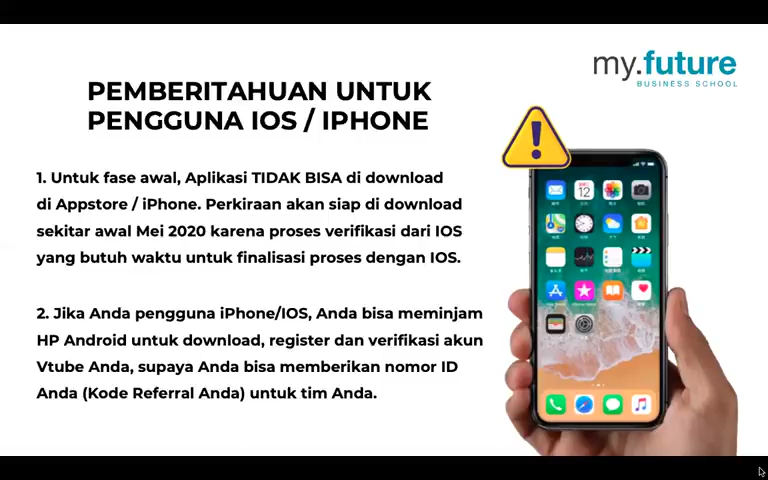 my.future
BUSINESS SCHOOL
PEMBERITAHUAN UNTUK
PENGGUNA IOS / IPHONE
1. Untuk fase awal, Aplikasi TIDAK BISA di download
di Appstore / iPhone. Perkiraan akan siap di download
sekitar awal Mei 2020 karena proses verifikasi dari IOS
yang butuh waktu untuk finalisasi proses dengan IOS.
2. Jika Anda pengguna iPhone/IOS, Anda bisa meminjam
HP Android untuk download, register dan verifikasi akun
Vtube Anda, supaya Anda bisa memberikan nomor ID
Anda (Kode Referral Anda) untuk tim Anda.